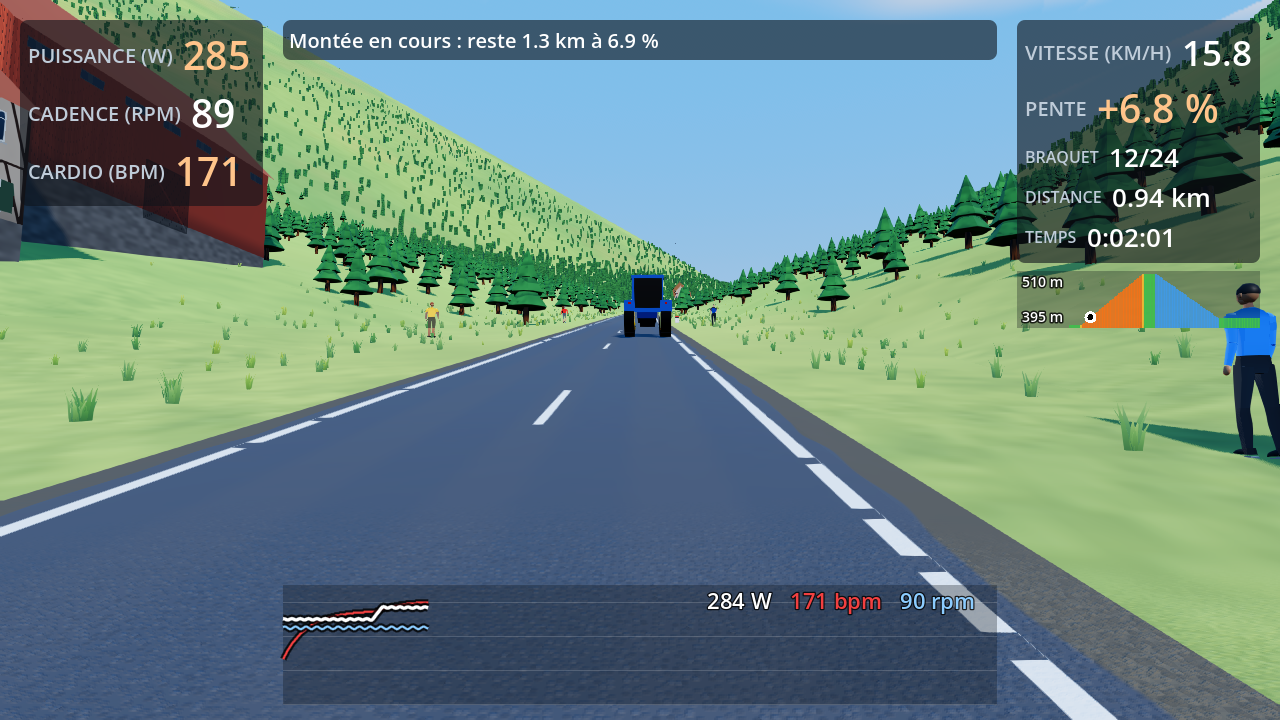 PUISSANCE (W) 285
CADENCE (RPM) 89
CARDIO (BPM) 171
Montée en cours : reste 1.3 km à 6.9 %
VITESSE (KM/H) 15.8
PENTE +6.8 %
BRAQUET 12/24
DISTANCE 0.94 km
TEMPS 0:02:01
510 m
395 m
284 W 171 bpm 90 rpm